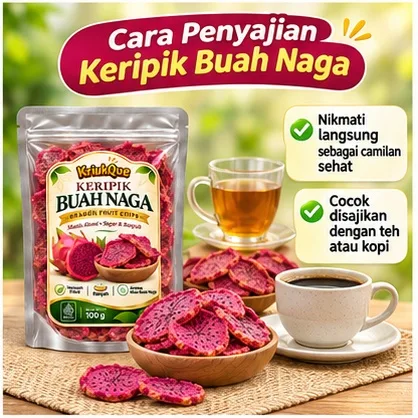 Cara Penyajian
Keripik Buah Naga
Nikmati
langsung
sebagai camilan
sehat
Cocok
disajikan
dengan teh
atau kopi
KriukQue
KERIPIK
BUAH NAGA
DRAGON FRUIT CHIPS
100 g